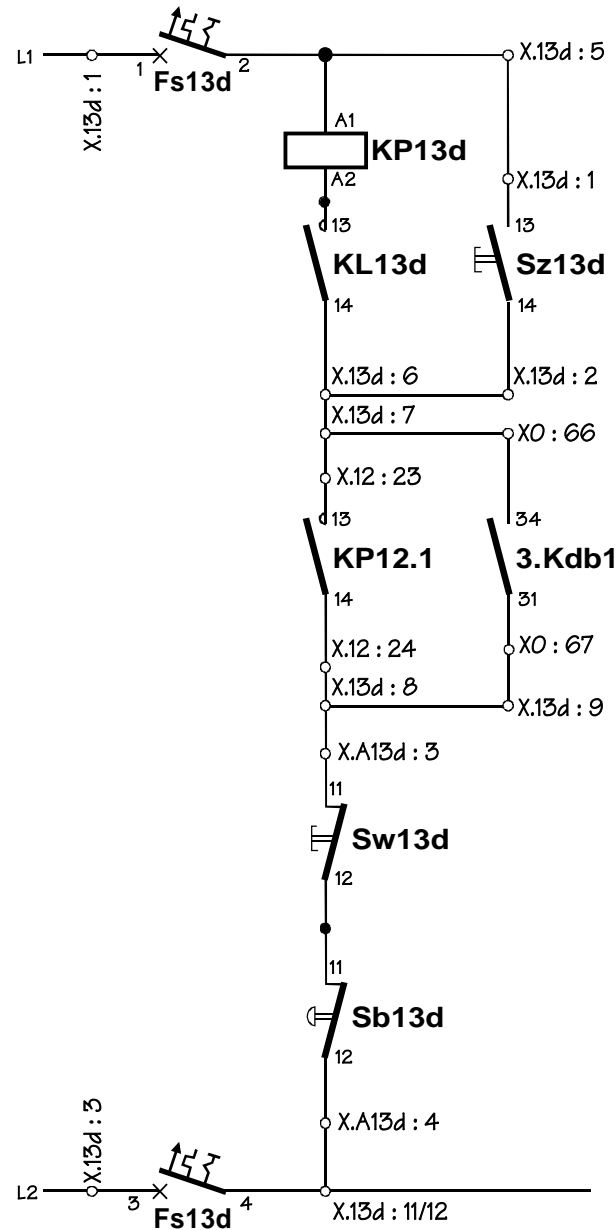 L1
X.13d : 1
1
2
Fs13d
X.13d : 5
A1
KP13d
A2
X.13d : 1
13
KL13d
14
13
Sz13d
14
X.13d : 6
X.13d : 2
X.13d : 7
X0 : 66
X.12 : 23
13
KP12.1
14
34
3.Kdb1
31
X.12 : 24
X0 : 67
X.13d : 8
X.13d : 9
X.A13d : 3
11
Sw13d
12
11
Sb13d
12
X.A13d : 4
L2
X.13d : 3
3
4
Fs13d
X.13d : 11/12